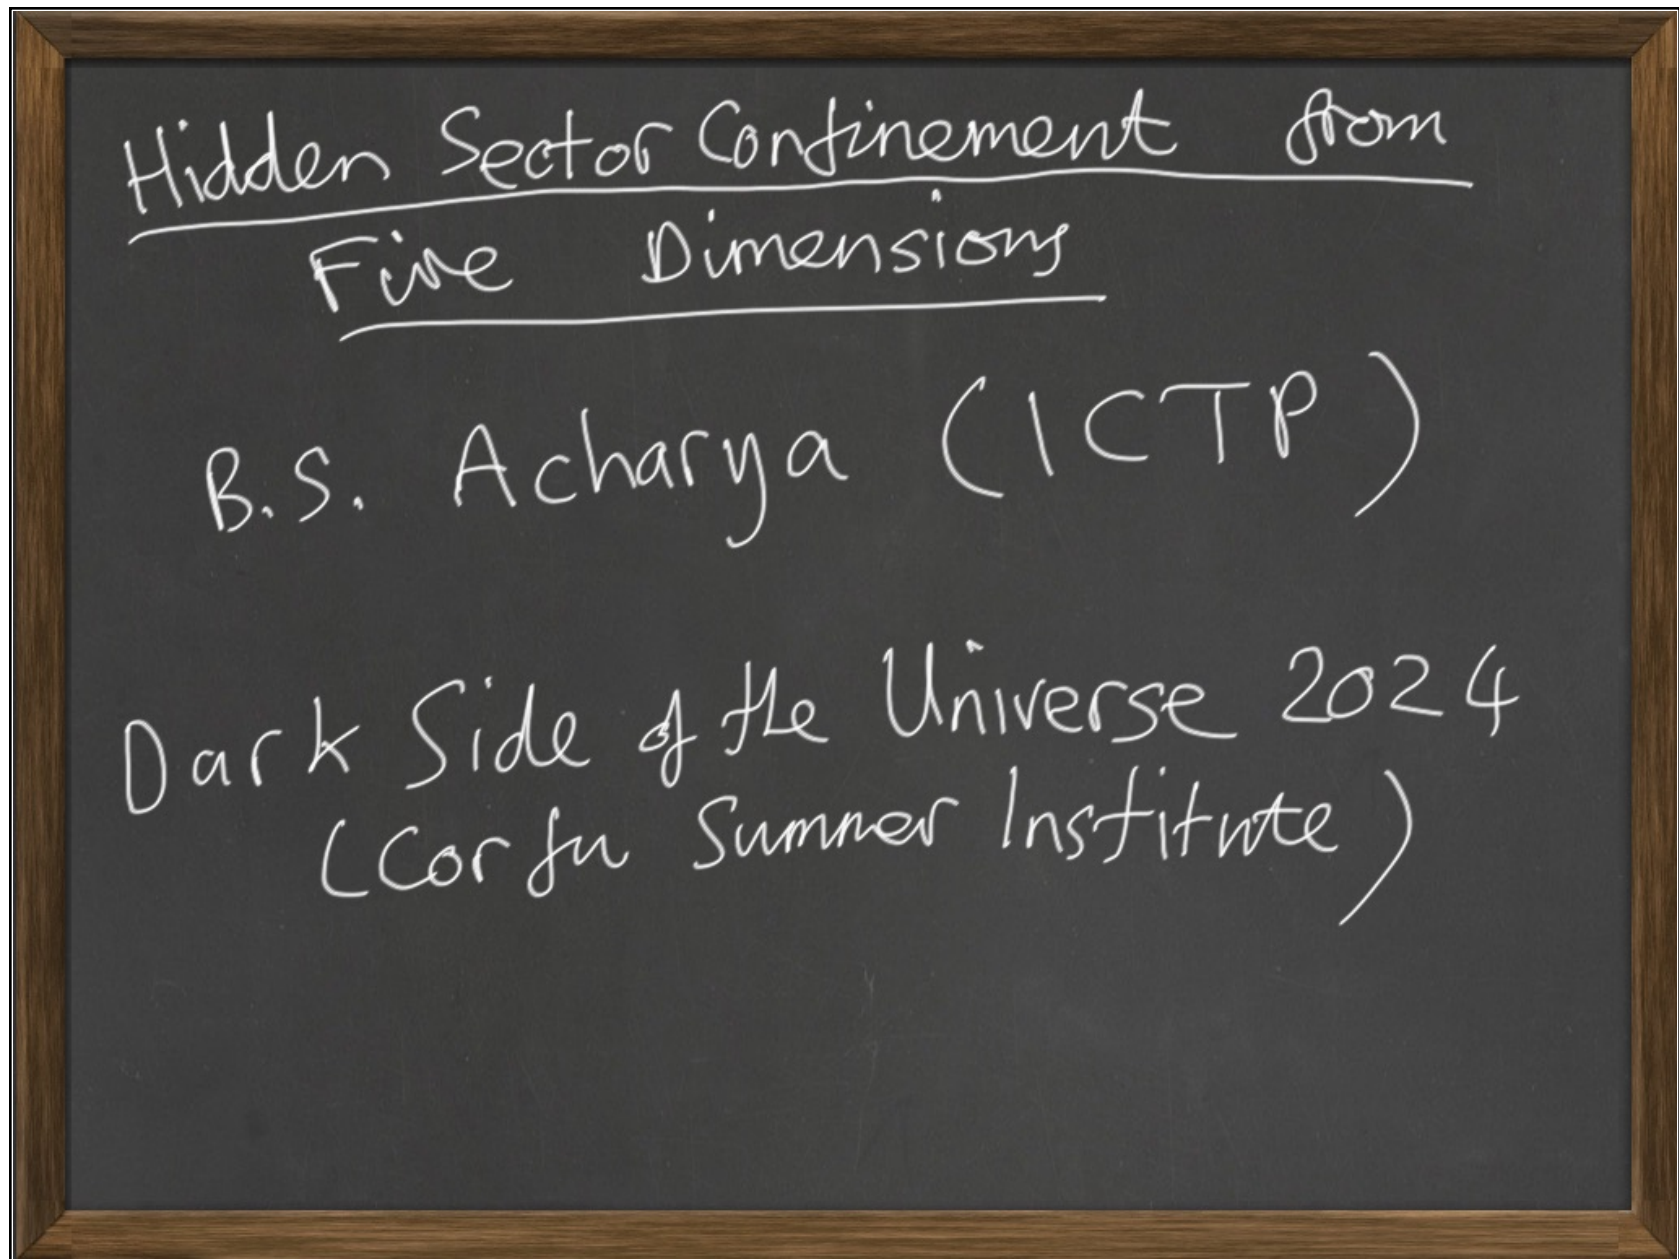 Hidden Sector Confinement from
Five Dimensions
B.S. Acharya (ICTP)
Dark Side of the Universe 2024
(Corfu Summer Institute)